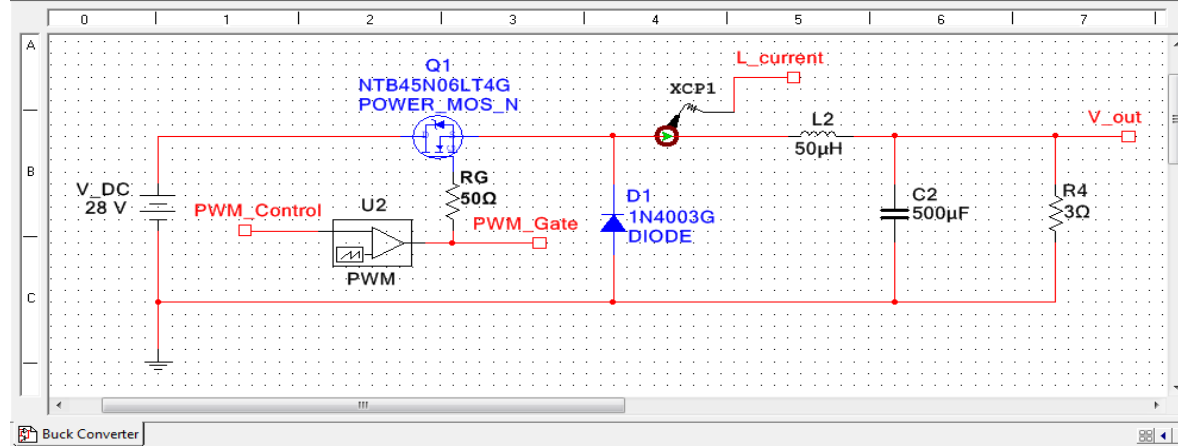 0 1 2 3 4 5 6 7
A
B
C
Q1
NTB45N06LT4G
POWER_MOS_N
L_current
XCP1
L2
50µH
V_out
V_DC
28 V
PWM_Control
U2
PWM
RG
50Ω
PWM_Gate
D1
1N4003G
DIODE
C2
500µF
R4
3Ω
Buck Converter